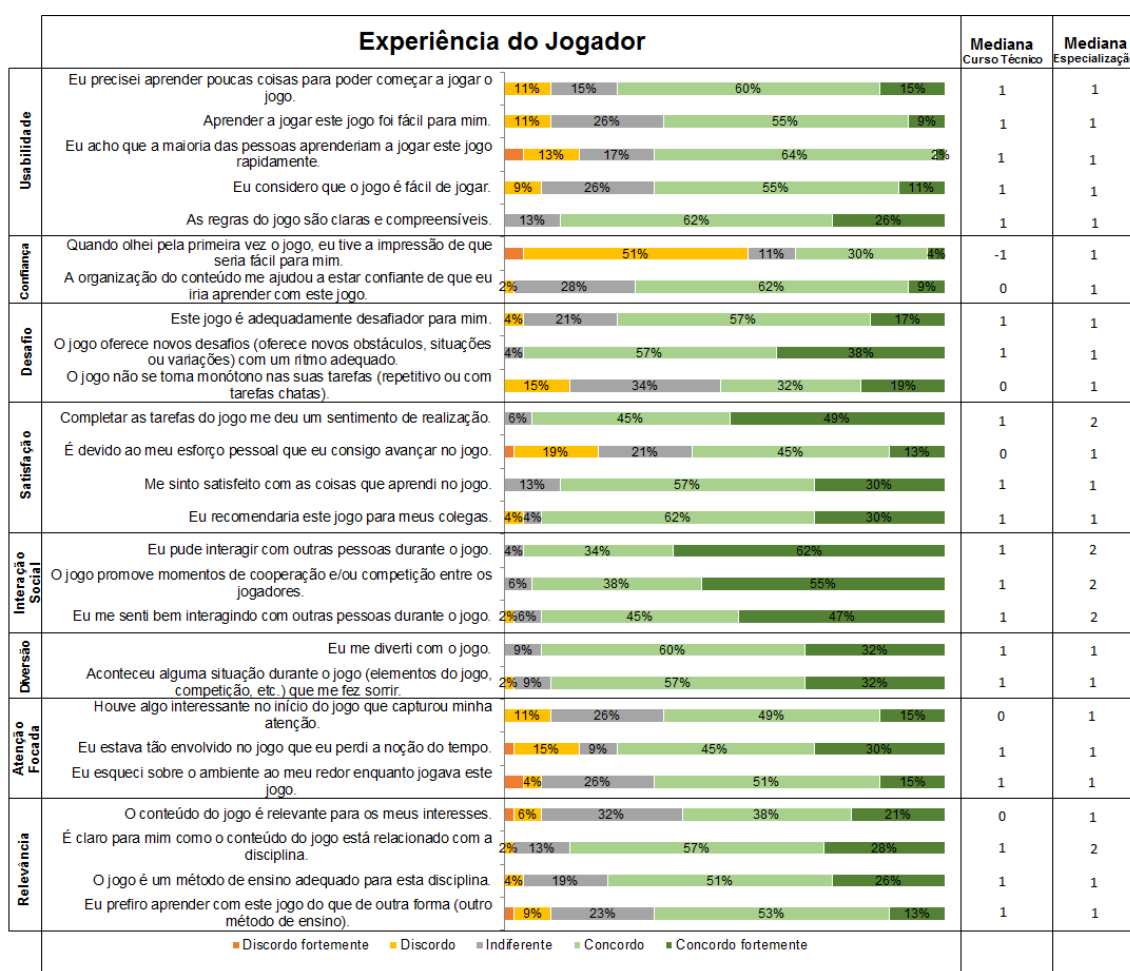 Experiência do Jogador
Mediana
Curso Técnico
Mediana
Especialização
Usabilidade
Eu precisei aprender poucas coisas para poder começar a jogar o
jogo.
11% 15% 60% 15%
1 1
Aprender a jogar este jogo foi fácil para mim.
11% 26% 55% 9%
1 1
Eu acho que a maioria das pessoas aprenderiam a jogar este jogo
rapidamente.
13% 17% 64% 2%
1 1
Eu considero que o jogo é fácil de jogar.
9% 26% 55% 11%
1 1
As regras do jogo são claras e compreensíveis.
13% 62% 26%
1 1
Confiança
Quando olhei pela primeira vez o jogo, eu tive a impressão de que
seria fácil para mim.
51% 11% 30% 4%
-1 1
A organização do conteúdo me ajudou a estar confiante de que eu
iria aprender com este jogo.
2% 28% 62% 9%
0 1
Desafio
Este jogo é adequadamente desafiador para mim.
4% 21% 57% 17%
1 1
O jogo oferece novos desafios (oferece novos obstáculos, situações
ou variações) com um ritmo adequado.
4% 57% 38%
1 1
O jogo não se torna monótono nas suas tarefas (repetitivo ou com
tarefas chatas).
15% 34% 32% 19%
0 1
Satisfação
Completar as tarefas do jogo me deu um sentimento de realização.
6% 45% 49%
1 2
É devido ao meu esforço pessoal que eu consigo avançar no jogo.
19% 21% 45% 13%
0 1
Me sinto satisfeito com as coisas que aprendi no jogo.
13% 57% 30%
1 1
Eu recomendaria este jogo para meus colegas.
4% 4% 62% 30%
1 1
Interação
Social
Eu pude interagir com outras pessoas durante o jogo.
4% 34% 62%
1 2
O jogo promove momentos de cooperação e/ou competição entre os
jogadores.
6% 38% 55%
1 2
Eu me senti bem interagindo com outras pessoas durante o jogo.
2% 6% 45% 47%
1 2
Diversão
Eu me diverti com o jogo.
9% 60% 32%
1 1
Aconteceu alguma situação durante o jogo (elementos do jogo,
competição, etc.) que me fez sorrir.
2% 9% 57% 32%
1 1
Atenção
Focada
Houve algo interessante no início do jogo que capturou minha
atenção.
11% 26% 49% 15%
0 1
Eu estava tão envolvido no jogo que eu perdi a noção do tempo.
15% 9% 45% 30%
1 1
Eu esqueci sobre o ambiente ao meu redor enquanto jogava este
jogo.
4% 26% 51% 15%
1 1
Relevância
O conteúdo do jogo é relevante para os meus interesses.
6% 32% 38% 21%
0 1
É claro para mim como o conteúdo do jogo está relacionado com a
disciplina.
2% 13% 57% 28%
1 2
O jogo é um método de ensino adequado para esta disciplina.
4% 19% 51% 26%
1 1
Eu prefiro aprender com este jogo do que de outra forma (outro
método de ensino).
9% 23% 53% 13%
1 1
Discordo fortemente Discordo Indiferente Concordo Concordo fortemente